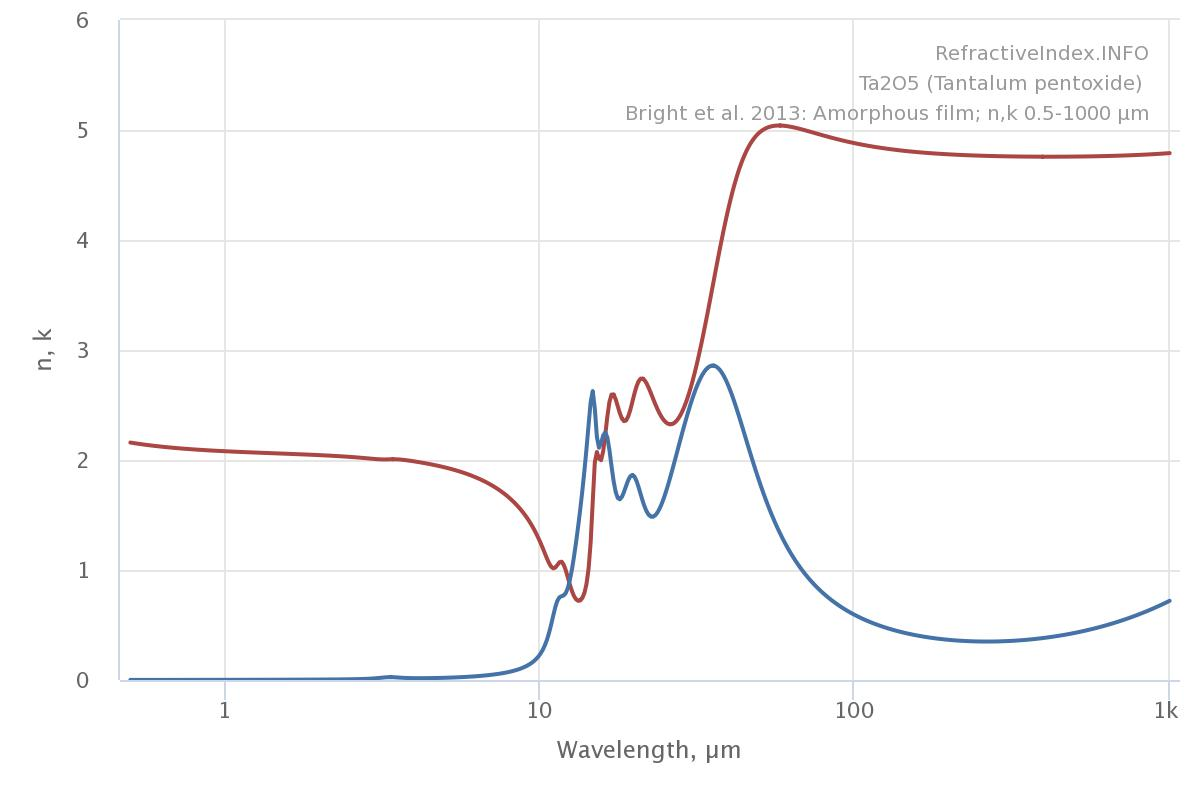 RefractiveIndex.INFO
Ta2O5 (Tantalum pentoxide)
Bright et al. 2013: Amorphous film; n,k 0.5-1000 µm
6
5
4
3
2
1
0
n, k
1
10
100
1k
Wavelength, µm